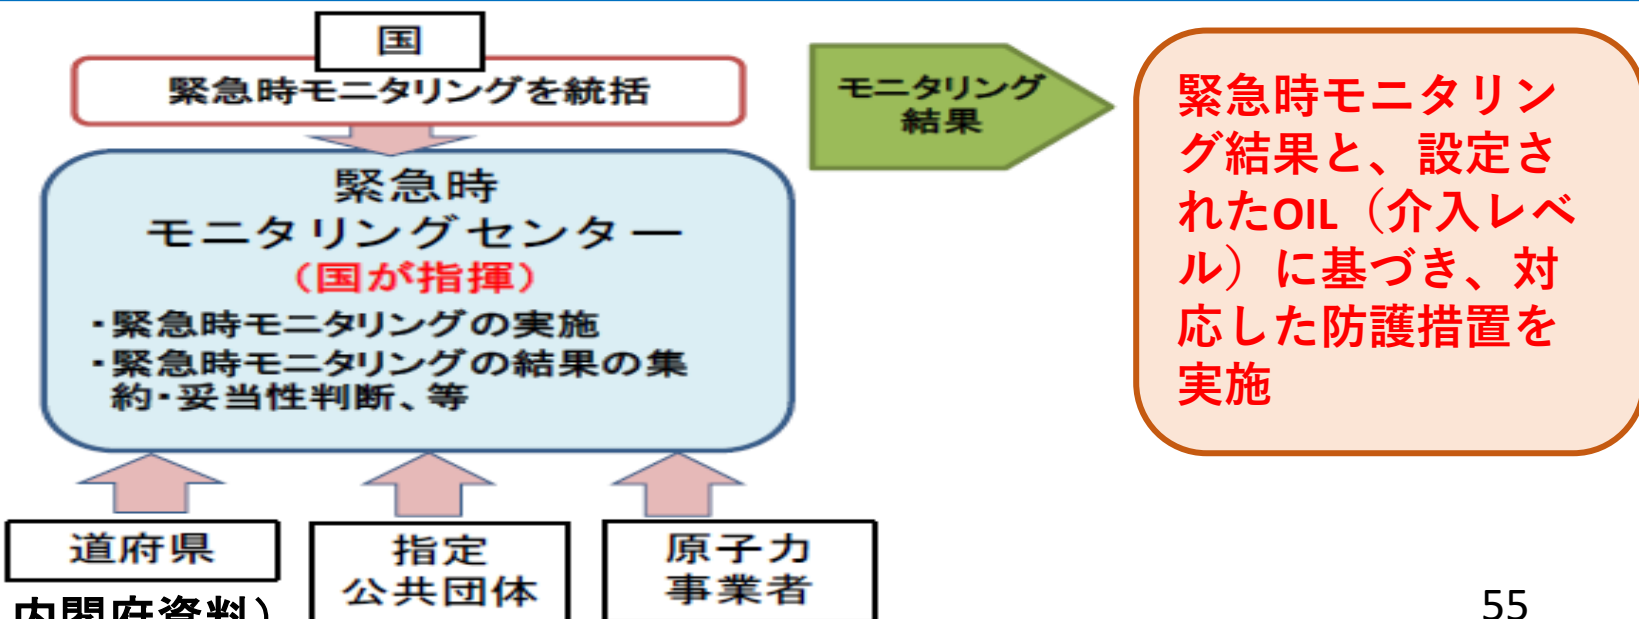 国
緊急時モニタリングを統括
緊急時
モニタリングセンター
（国が指揮）
・緊急時モニタリングの実施
・緊急時モニタリングの結果の集
約・妥当性判断、等
道府県
指定
公共団体
原子力
事業者
モニタリング
結果
緊急時モニタリン
グ結果と、設定さ
れたOIL（介入レベ
ル）に基づき、対
応した防護措置を
実施
内閣府資料）
55